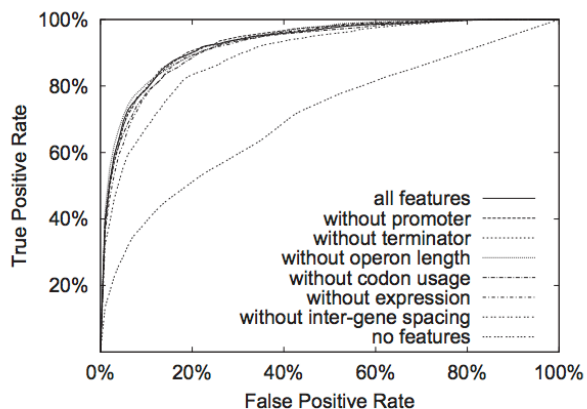 100%
80%
60%
40%
20%
True Positive Rate
all features
without promoter
without terminator
without operon length
without codon usage
without expression
without inter-gene spacing
no features
0% 20% 40% 60% 80% 100%
False Positive Rate